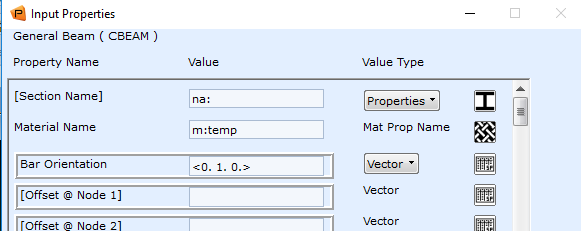 Input Properties
General Beam ( CBEAM )
Property Name Value Value Type
[Section Name] na: Properties
Material Name m:temp Mat Prop Name
Bar Orientation <0. 1. 0.> Vector
[Offset @ Node 1] Vector
[Offset @ Node 2] Vector